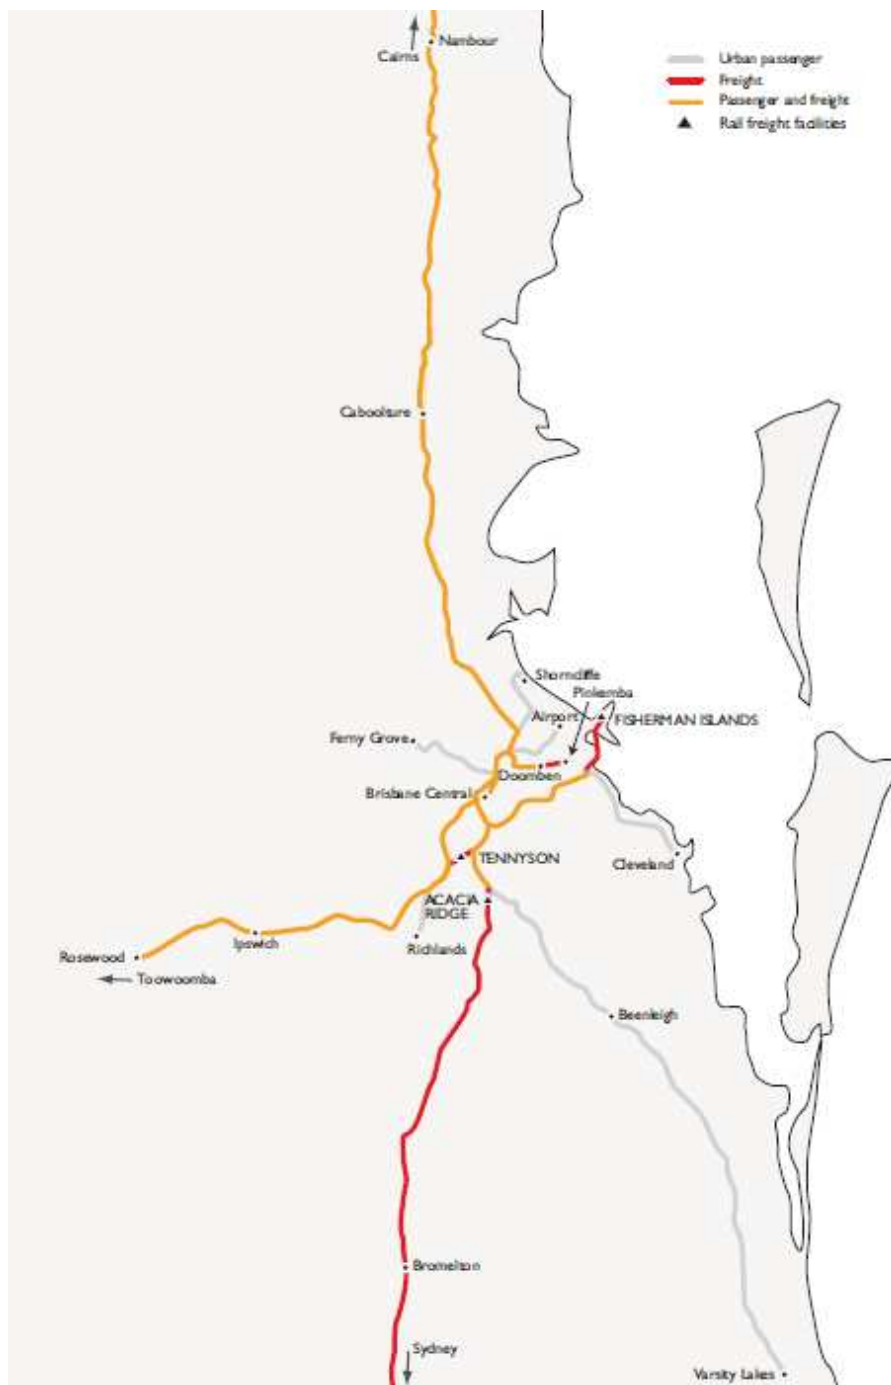 Nambour
Cairns
Urban passenger
Freight
Passenger and freight
Rail freight facilities
Caboolture
Shorncliffe
Pinkemba
Airport
FISHERMAN ISLANDS
Ferny Grove
Doomben
Brisbane Central
TENNYSON
Cleveland
ACACIA
RIDGE
Ipswich
Richlands
Rosewood
Toowoomba
Beenleigh
Bromelton
Sydney
Varsity Lakes